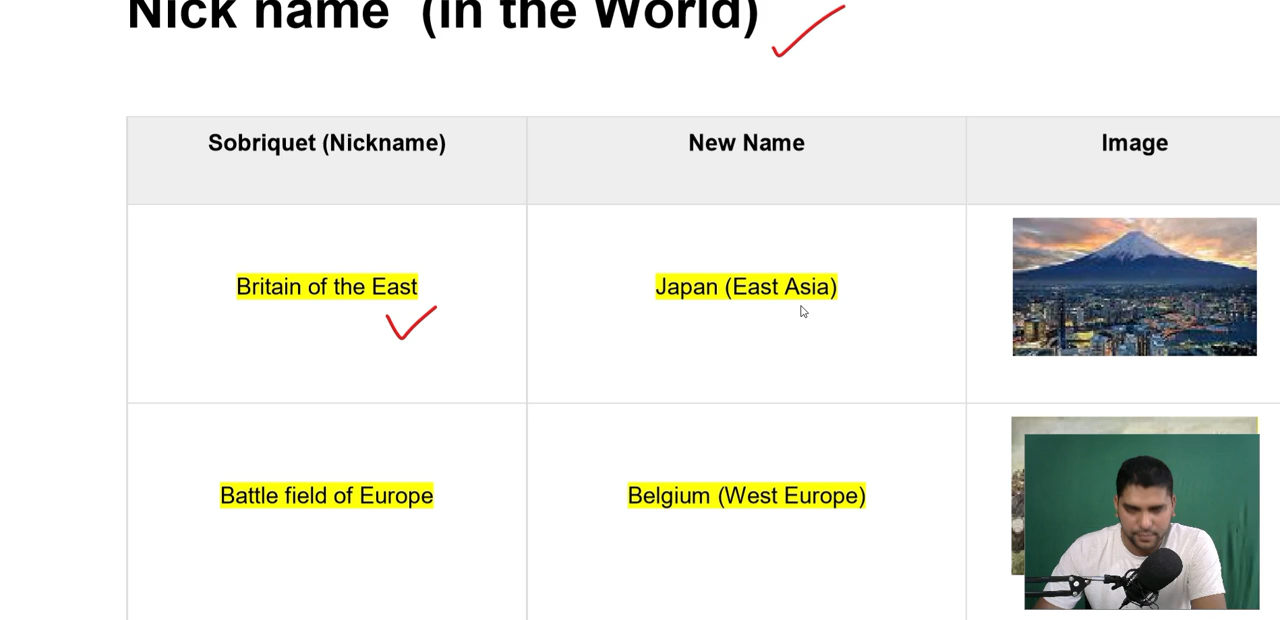 Nick name (in the World)
Sobriquet (Nickname) New Name Image
Britain of the East Japan (East Asia)
Battle field of Europe Belgium (West Europe)